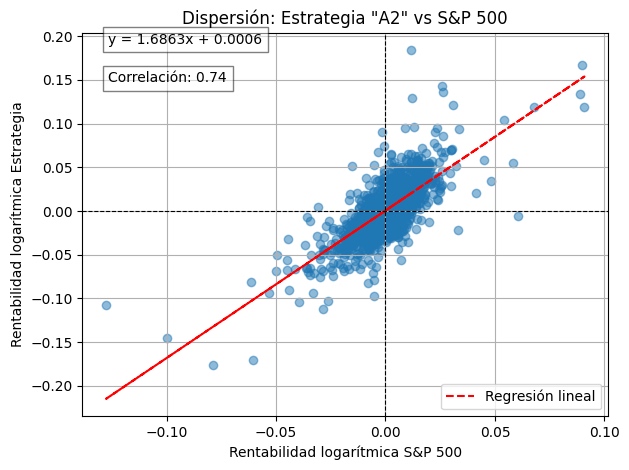 Dispersión: Estrategia "A2" vs S&P 500
y = 1.6863x + 0.0006
Correlación: 0.74
0.20
0.15
0.10
0.05
0.00
−0.05
−0.10
−0.15
−0.20
Rentabilidad logarítmica Estrategia
Regresión lineal
−0.10
−0.05
0.00
0.05
0.10
Rentabilidad logarítmica S&P 500